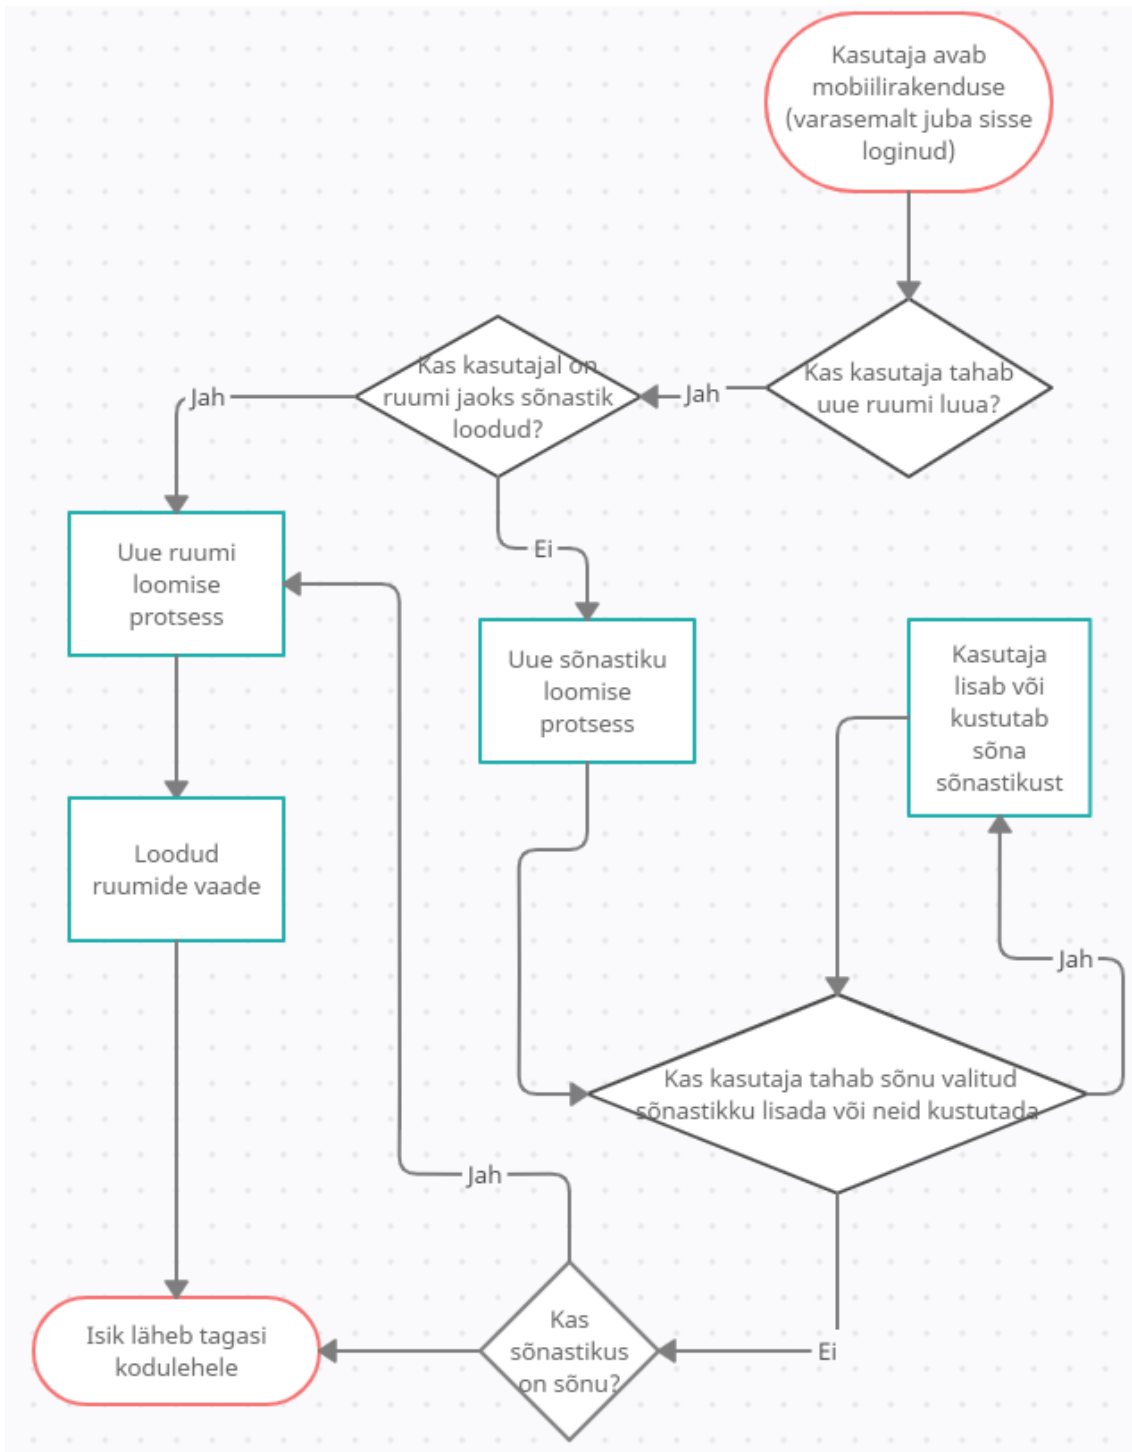 Kasutaja avab
mobiilirakenduse
(varasemalt juba sisse
loginud)
Kas kasutaja tahab
uue ruumi luua?
Jah
Kas kasutajal on
ruumi jaoks sõnastik
loodud?
Jah
Ei
Uue ruumi
loomise
protsess
Uue sõnastiku
loomise
protsess
Kasutaja
lisab või
kustutab
sõna
sõnastikust
Loodud
ruumide vaade
Jah
Kas kasutaja tahab sõnu valitud
sõnastikku lisada või neid kustutada
Jah
Ei
Kas
sõnastikus
on sõnu?
Isik läheb tagasi
kodulehele